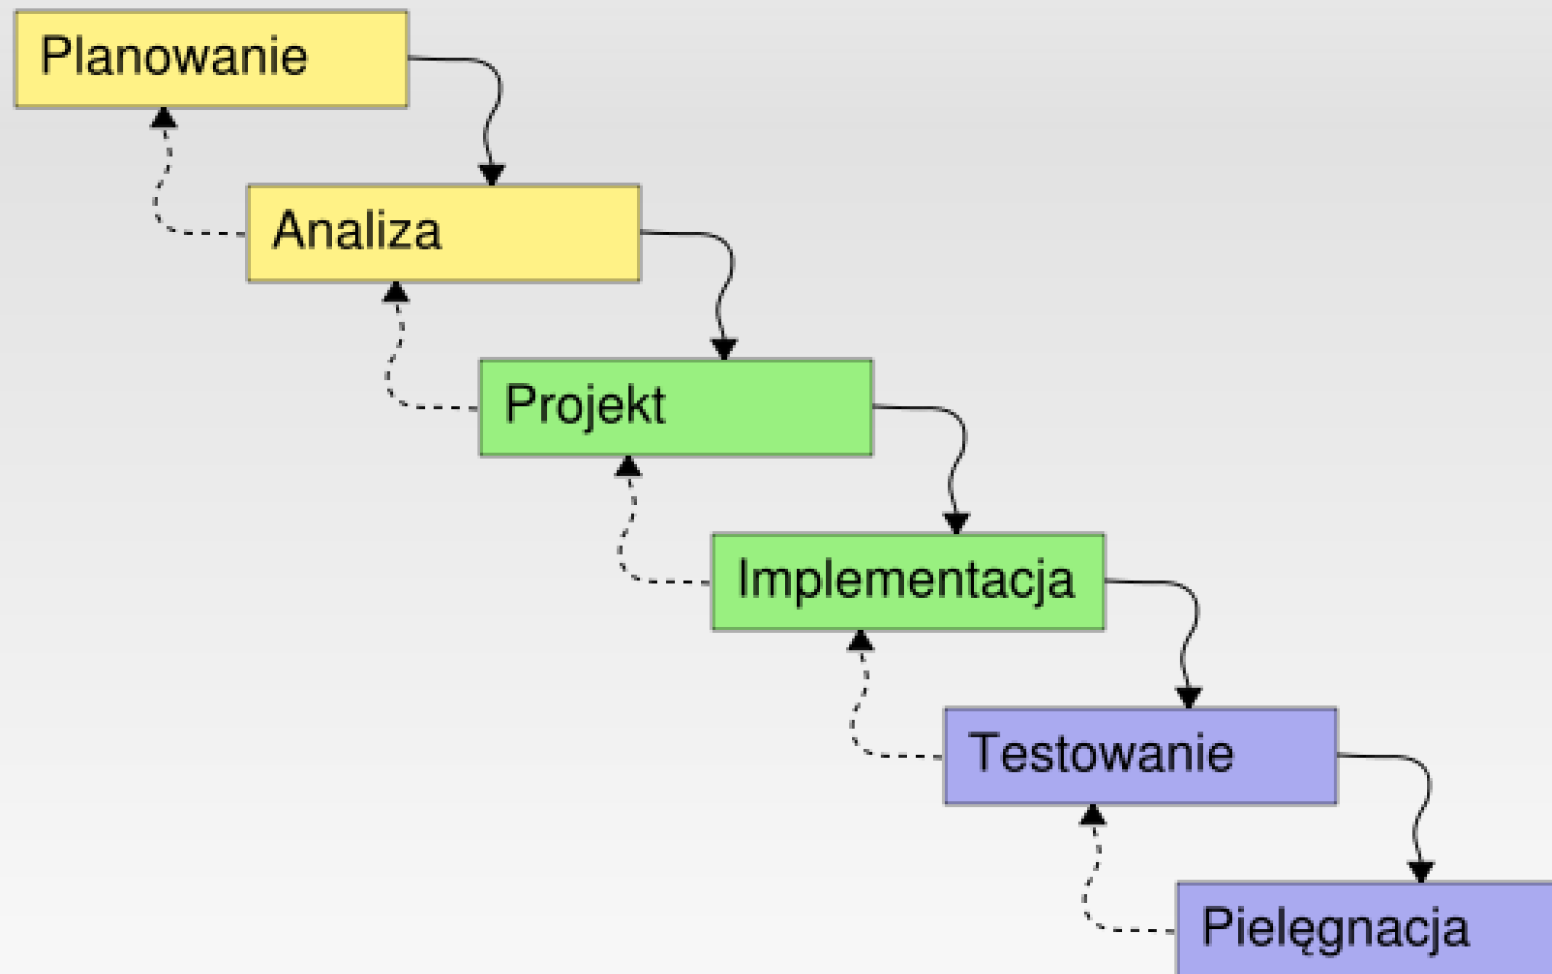 Planowanie
Analiza
Projekt
Implementacja
Testowanie
Pielęgnacja